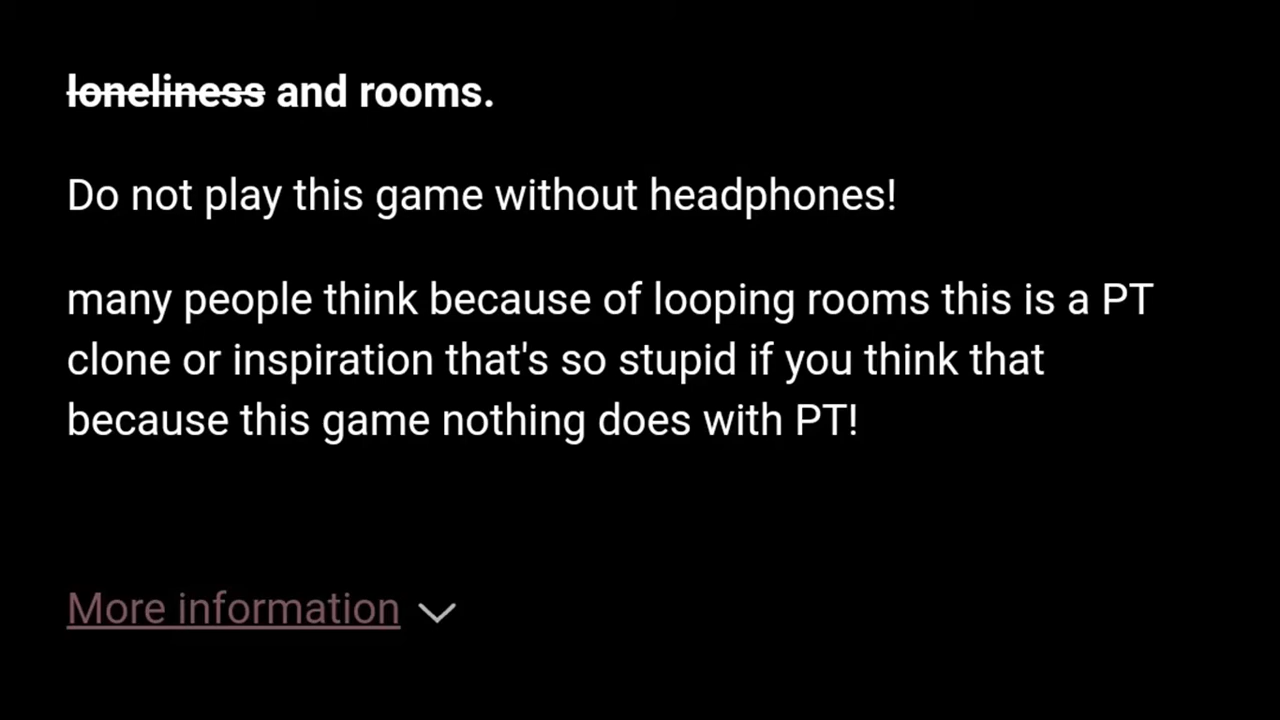 loneliness and rooms.
Do not play this game without headphones!
many people think because of looping rooms this is a PT
clone or inspiration that's so stupid if you think that
because this game nothing does with PT!
More information